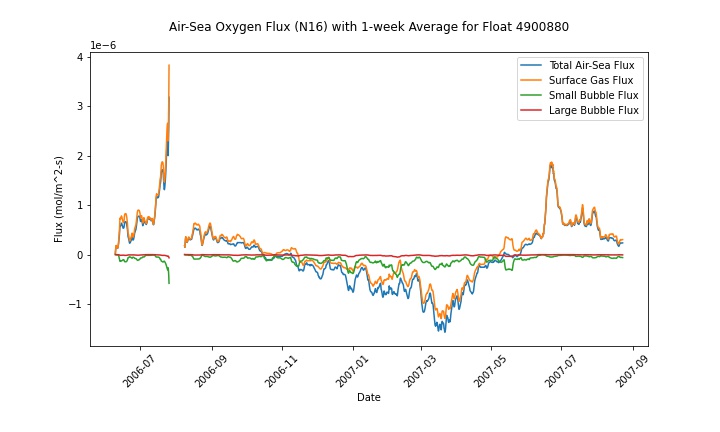 Air-Sea Oxygen Flux (N16) with 1-week Average for Float 4900880
1e−6
Total Air-Sea Flux
Surface Gas Flux
Small Bubble Flux
Large Bubble Flux
4
3
2
1
0
−1
Flux (mol/m^2-s)
2006-07
2006-09
2006-11
2007-01
2007-03
2007-05
2007-07
2007-09
Date